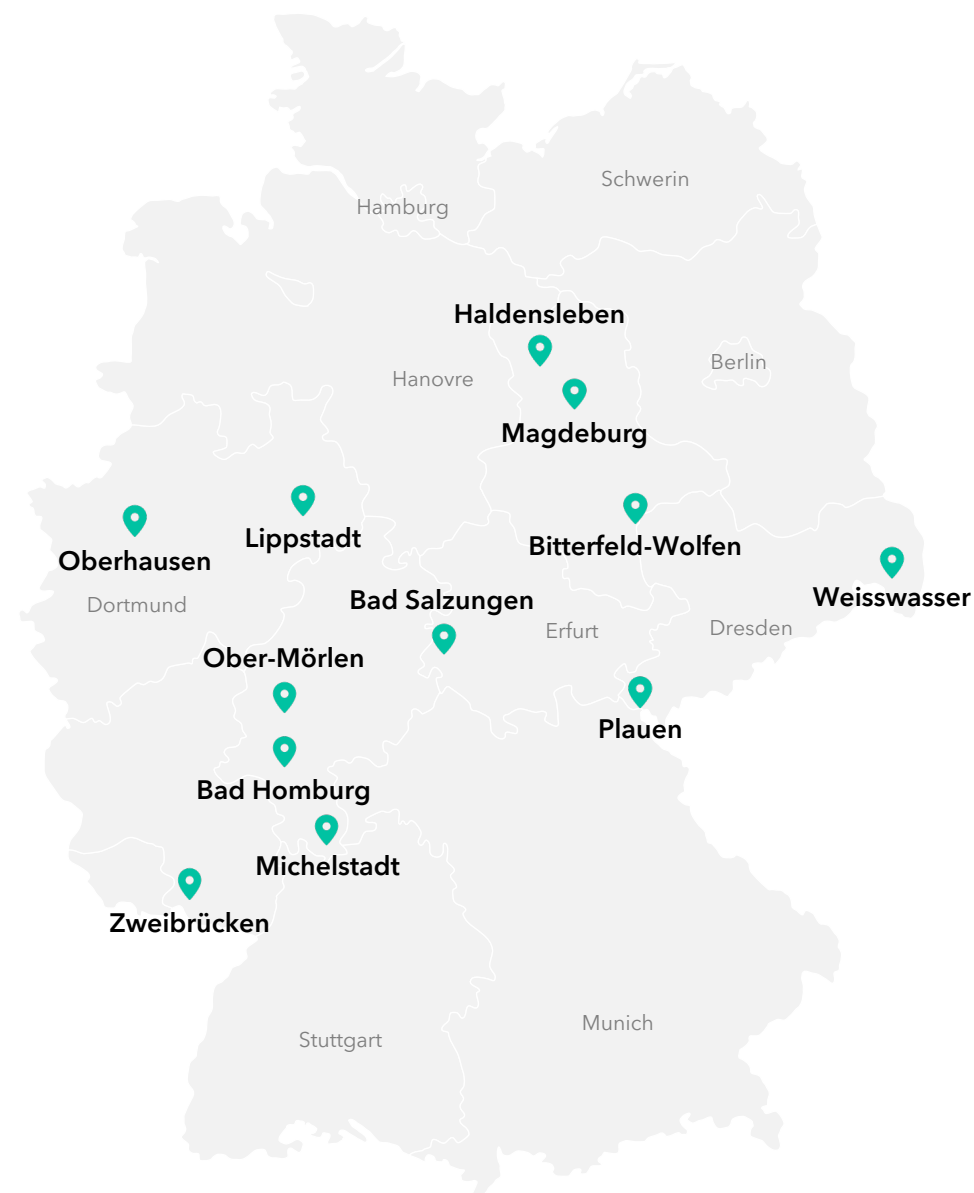 Schwerin
Hamburg
Haldensleben
Berlin
Hanovre
Magdeburg
Lippstadt
Bitterfeld-Wolfen
Oberhausen
Weisswasser
Bad Salzungen
Dortmund
Erfurt
Dresden
Ober-Mörlen
Plauen
Bad Homburg
Michelstadt
Zweibrücken
Munich
Stuttgart